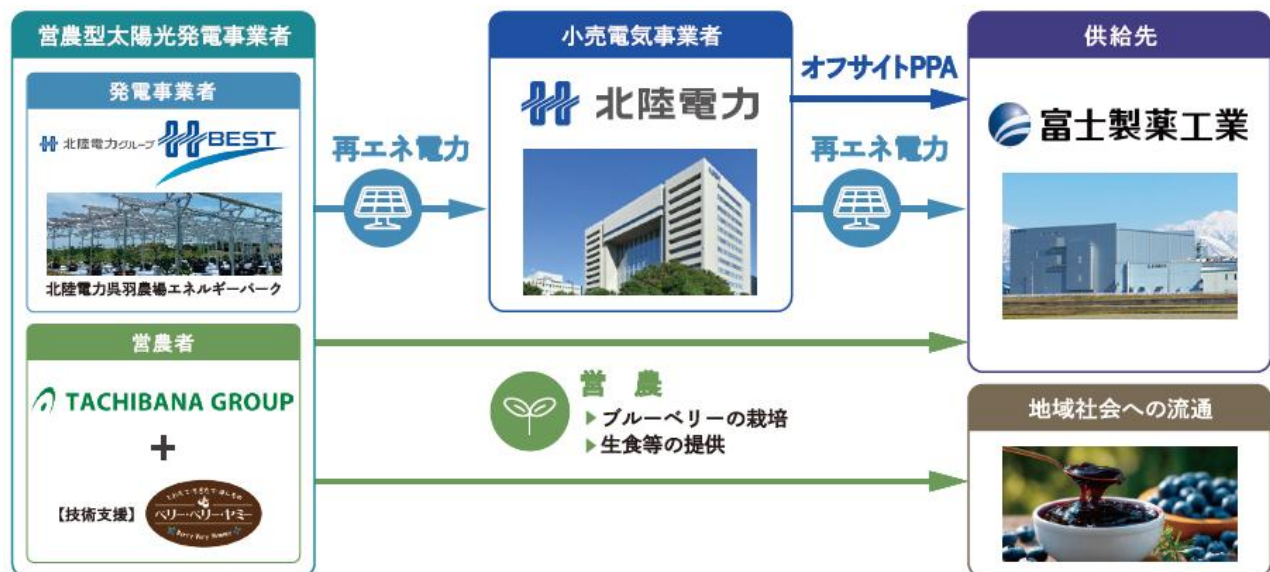 営農型太陽光発電事業者
発電事業者
北陸電力グループ
BEST
北陸電力呉羽農場エネルギーパーク
営農者
TACHIBANA GROUP
+
【技術支援】
ベリー・ベリー・ヤミー
再エネ電力
小売電気事業者
北陸電力
オフサイトPPA
再エネ電力
供給先
富士製薬工業
営 農
▶ブルーベリーの栽培
▶生食等の提供
地域社会への流通